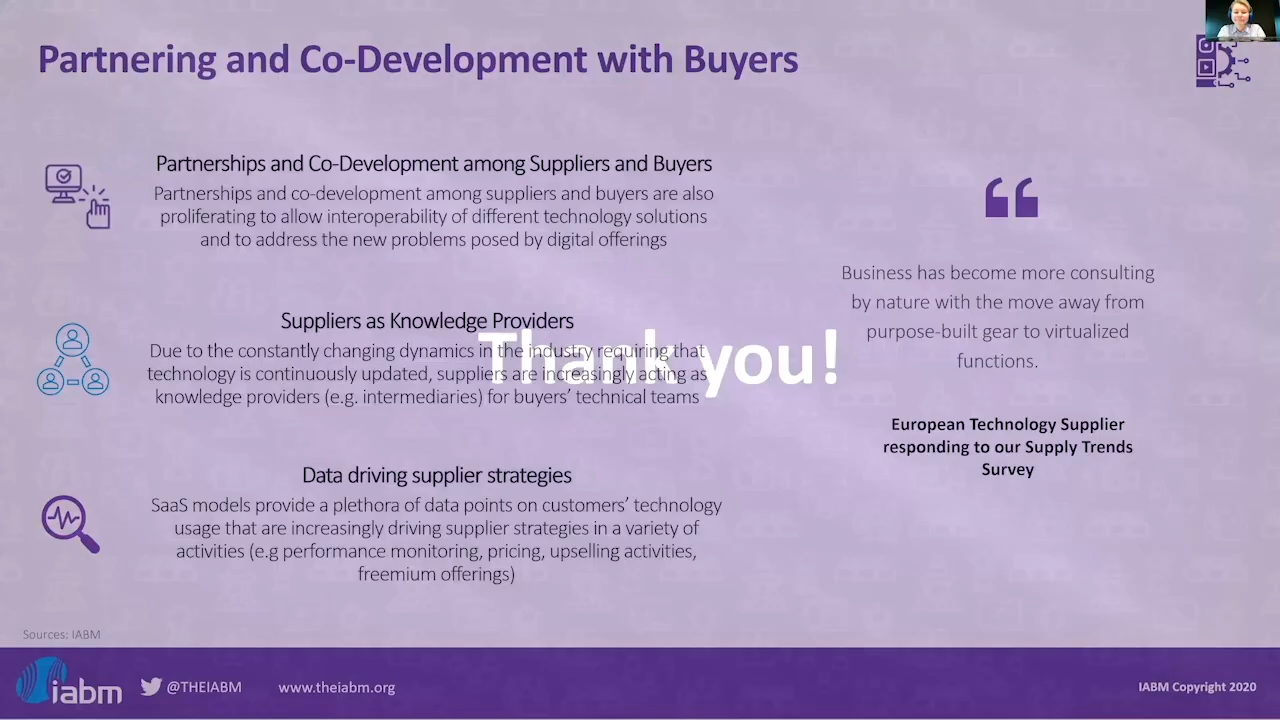 Partnering and Co-Development with Buyers
Partnerships and Co-Development among Suppliers and Buyers
Partnerships and co-development among suppliers and buyers are also
proliferating to allow interoperability of different technology solutions
and to address the new problems posed by digital offerings
Suppliers as Knowledge Providers
Due to the constantly changing dynamics in the industry requiring that
technology is continuously updated, suppliers are increasingly acting as
knowledge providers (e.g. intermediaries) for buyers’ technical teams
Thank you!
Data driving supplier strategies
SaaS models provide a plethora of data points on customers’ technology
usage that are increasingly driving supplier strategies in a variety of
activities (e.g performance monitoring, pricing, upselling activities,
freemium offerings)
“
Business has become more consulting
by nature with the move away from
purpose-built gear to virtualized
functions.
European Technology Supplier
responding to our Supply Trends
Survey
Sources: IABM
iabm
@THEIABM
www.theiabm.org
IABM Copyright 2020